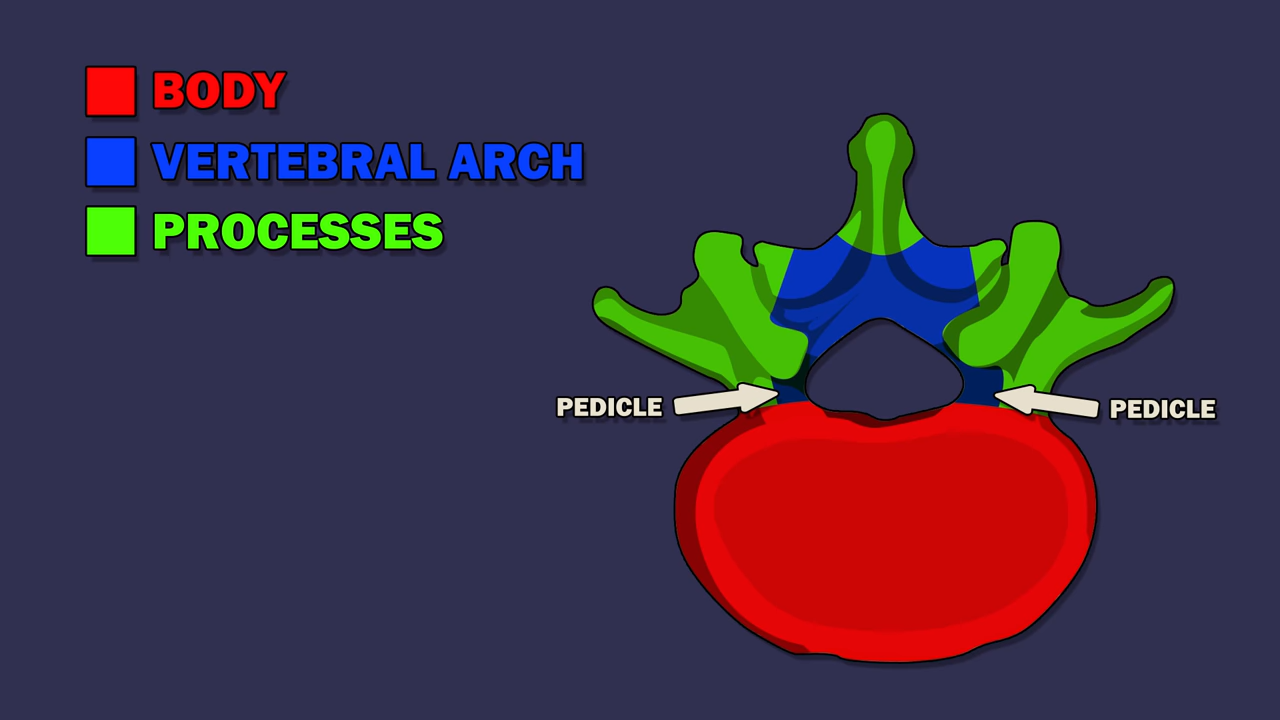 BODY
VERTEBRAL ARCH
PROCESSES
PEDICLE
PEDICLE